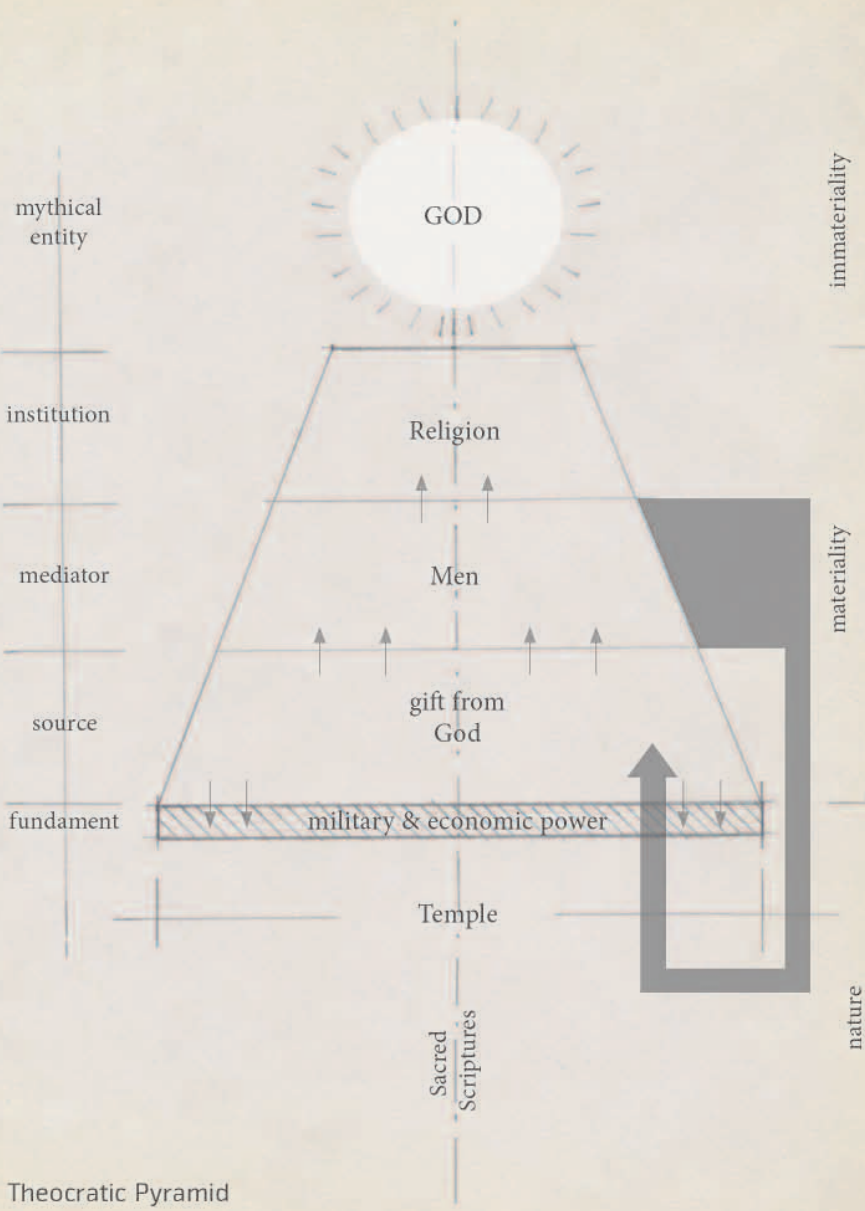 mythical
entity
GOD
immateriality
institution
Religion
mediator
Men
materiality
source
gift from
God
fundament
military & economic power
Temple
Sacred
Scriptures
nature
Theocratic Pyramid